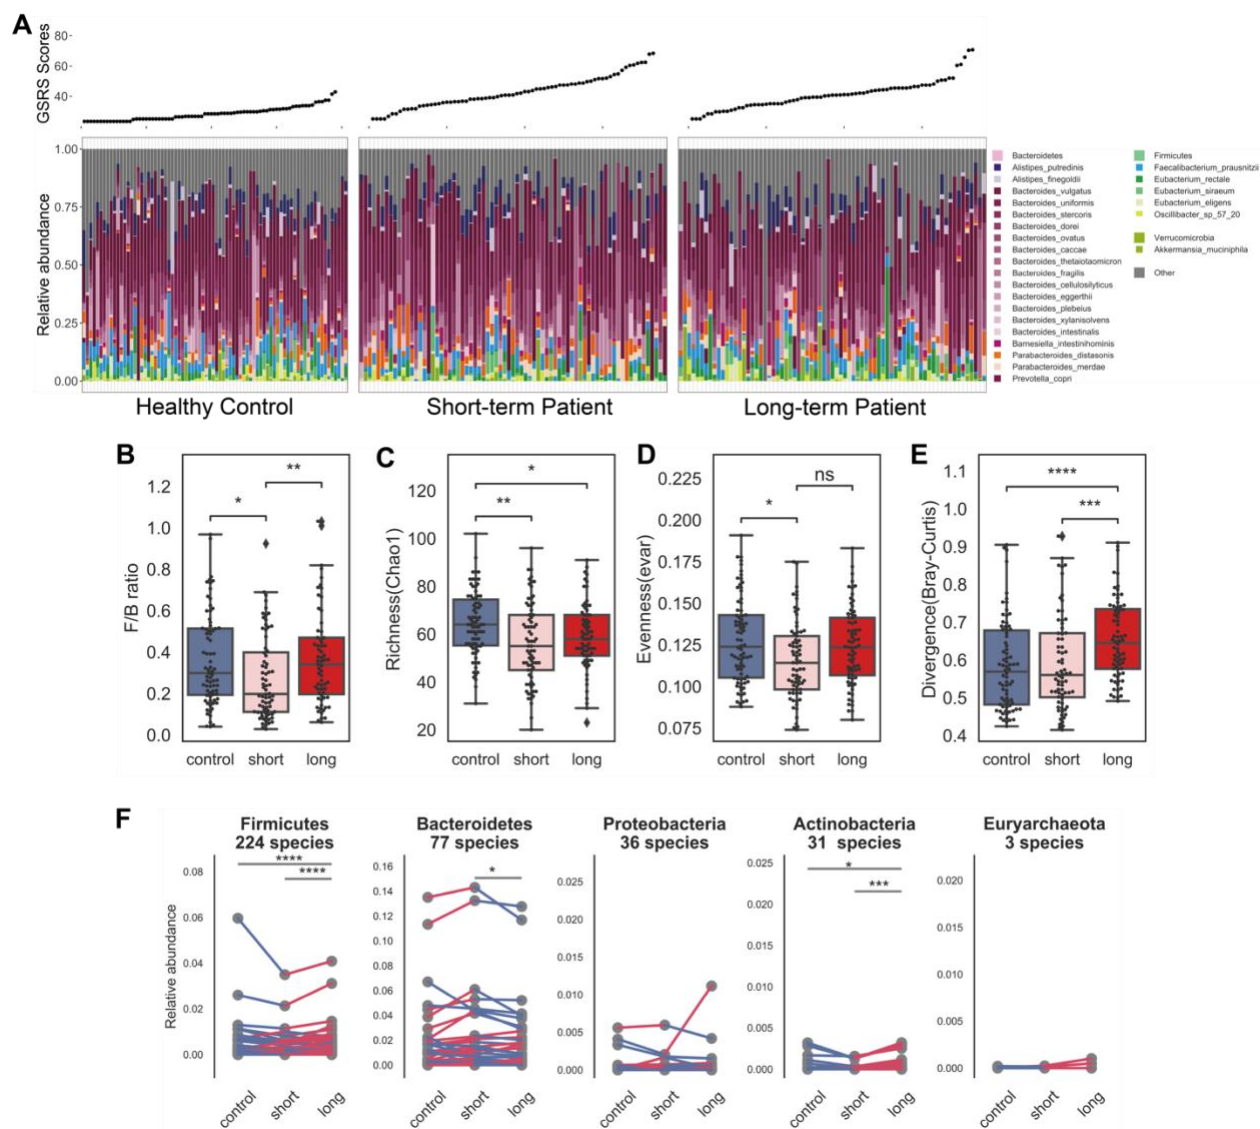 A
GSRS Scores
80
60
40
Relative abundance
1.00
0.75
0.50
0.25
0.00
Healthy Control
Short-term Patient
Long-term Patient
Bacteroidetes
Alistipes_putredinis
Alistipes_finegoldii
Bacteroides_vulgatus
Bacteroides_uniformis
Bacteroides_stercoris
Bacteroides_dorei
Bacteroides_ovatus
Bacteroides_caccae
Bacteroides_thetaiotaomicron
Bacteroides_fragilis
Bacteroides_cellulosilyticus
Bacteroides_eggerthii
Bacteroides_plebeius
Bacteroides_xylanisolvens
Bacteroides_intestinalis
Barnesiella_intestinihominis
Parabacteroides_distasonis
Parabacteroides_merdae
Prevotella_copri
Firmicutes
Faecalibacterium_prausnitzii
Eubacterium_rectale
Eubacterium_siraeum
Eubacterium_eligens
Oscillibacter_sp_57_20
Verrucomicrobia
Akkermansia_muciniphila
Other
B
F/B ratio
1.2
1.0
0.8
0.6
0.4
0.2
0.0
*
**
control short long
C
Richness(Chao1)
120
100
80
60
40
20
*
**
control short long
D
Evenness(evar)
0.225
0.200
0.175
0.150
0.125
0.100
0.075
ns
*
control short long
E
Divergence(Bray-Curtis)
1.1
1.0
0.9
0.8
0.7
0.6
0.5
0.4
****
***
control short long
F
Relative abundance
Firmicutes
224 species
****
****
0.08
0.06
0.04
0.02
0.00
control short long
Bacteroidetes
77 species
*
0.16
0.14
0.12
0.10
0.08
0.06
0.04
0.02
0.00
control short long
Proteobacteria
36 species
0.025
0.020
0.015
0.010
0.005
0.000
control short long
Actinobacteria
31 species
*
***
0.025
0.020
0.015
0.010
0.005
0.000
control short long
Euryarchaeota
3 species
0.020
0.015
0.010
0.005
0.000
control short long